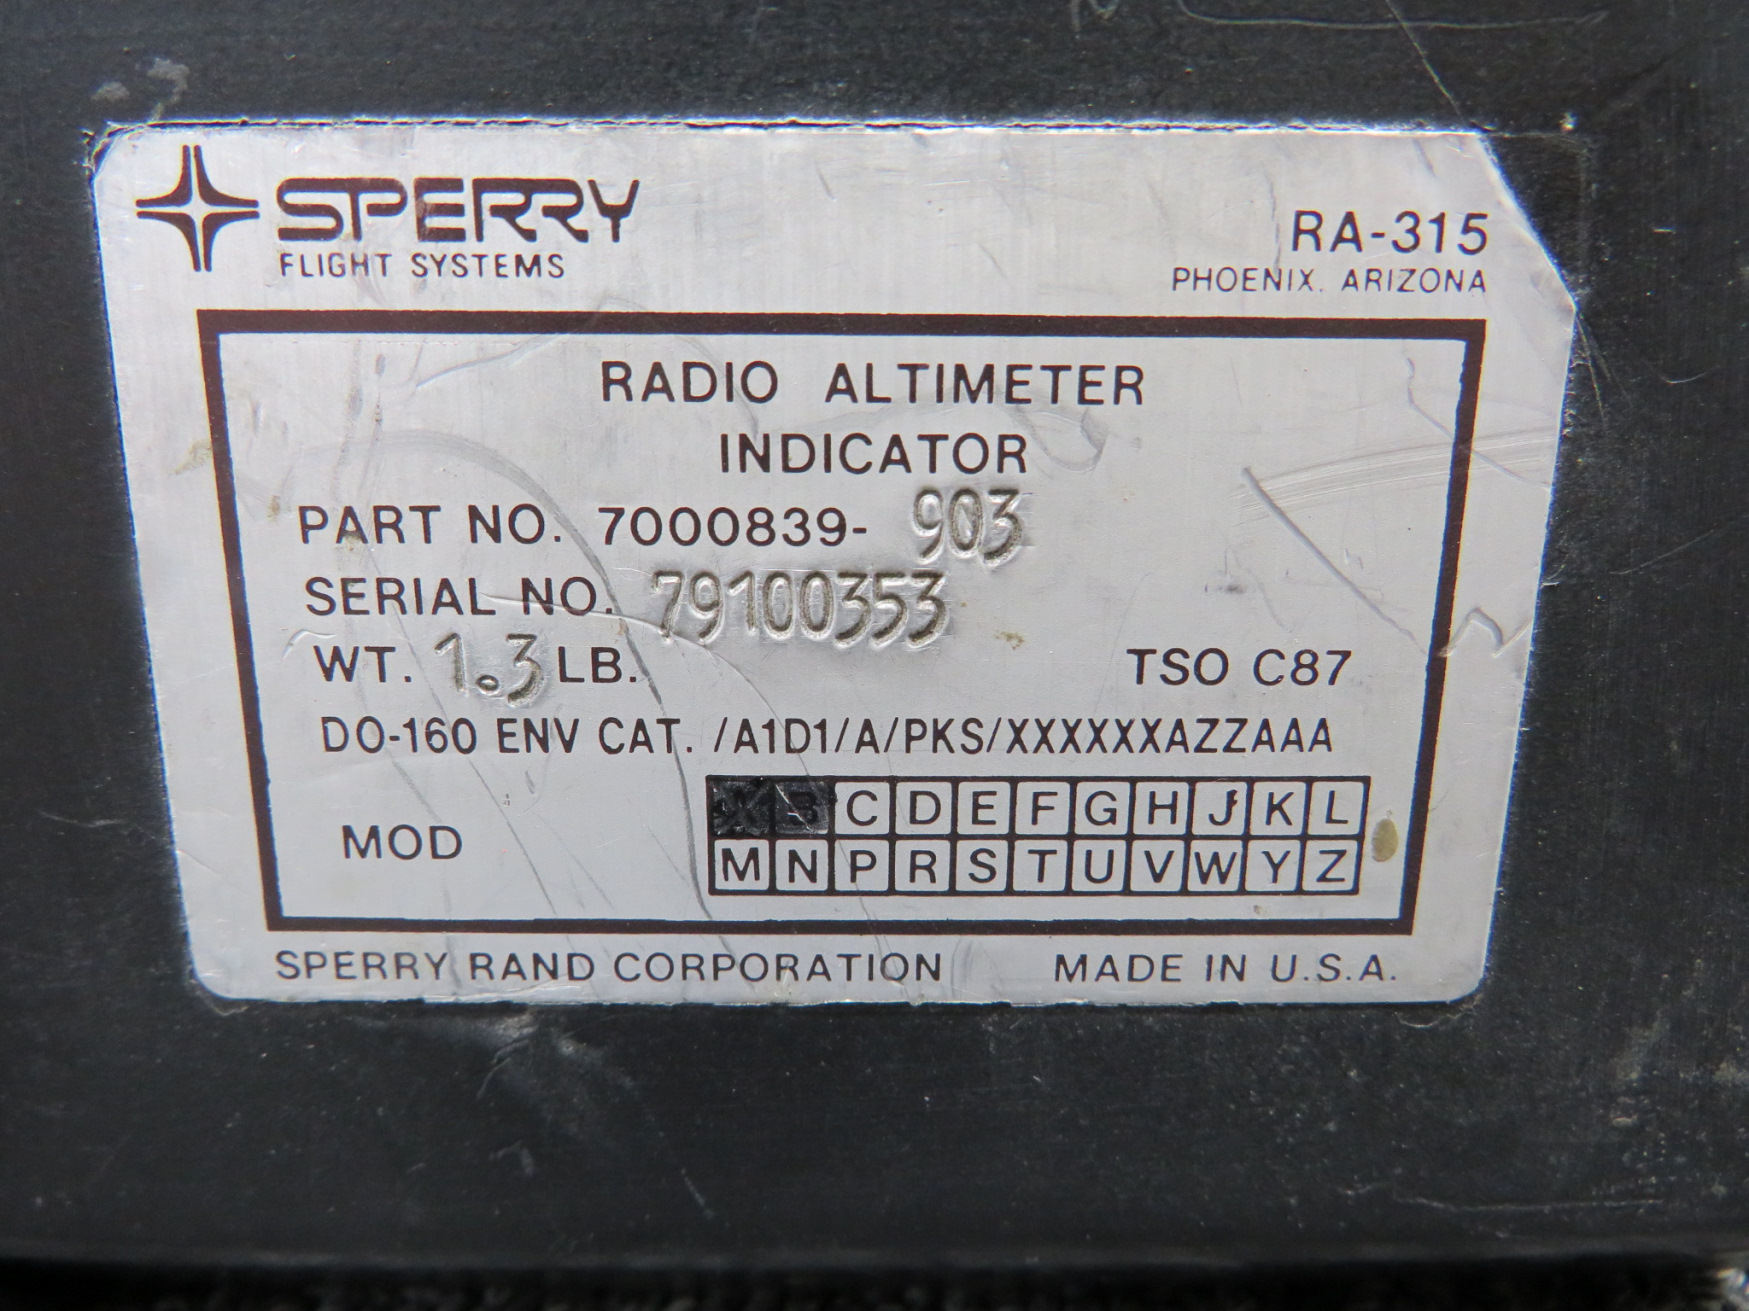 SPERRY
FLIGHT SYSTEMS
RA-315
PHOENIX, ARIZONA
RADIO ALTIMETER
INDICATOR
PART NO. 7000839-903
SERIAL NO. 79100353
WT. 1.3 LB. TSO C87
DO-160 ENV CAT. /A1D1/A/PKS/XXXXXXAZZAAA
MOD
B C D E F G H J K L
M N P R S T U V W Y Z
SPERRY RAND CORPORATION MADE IN U.S.A.